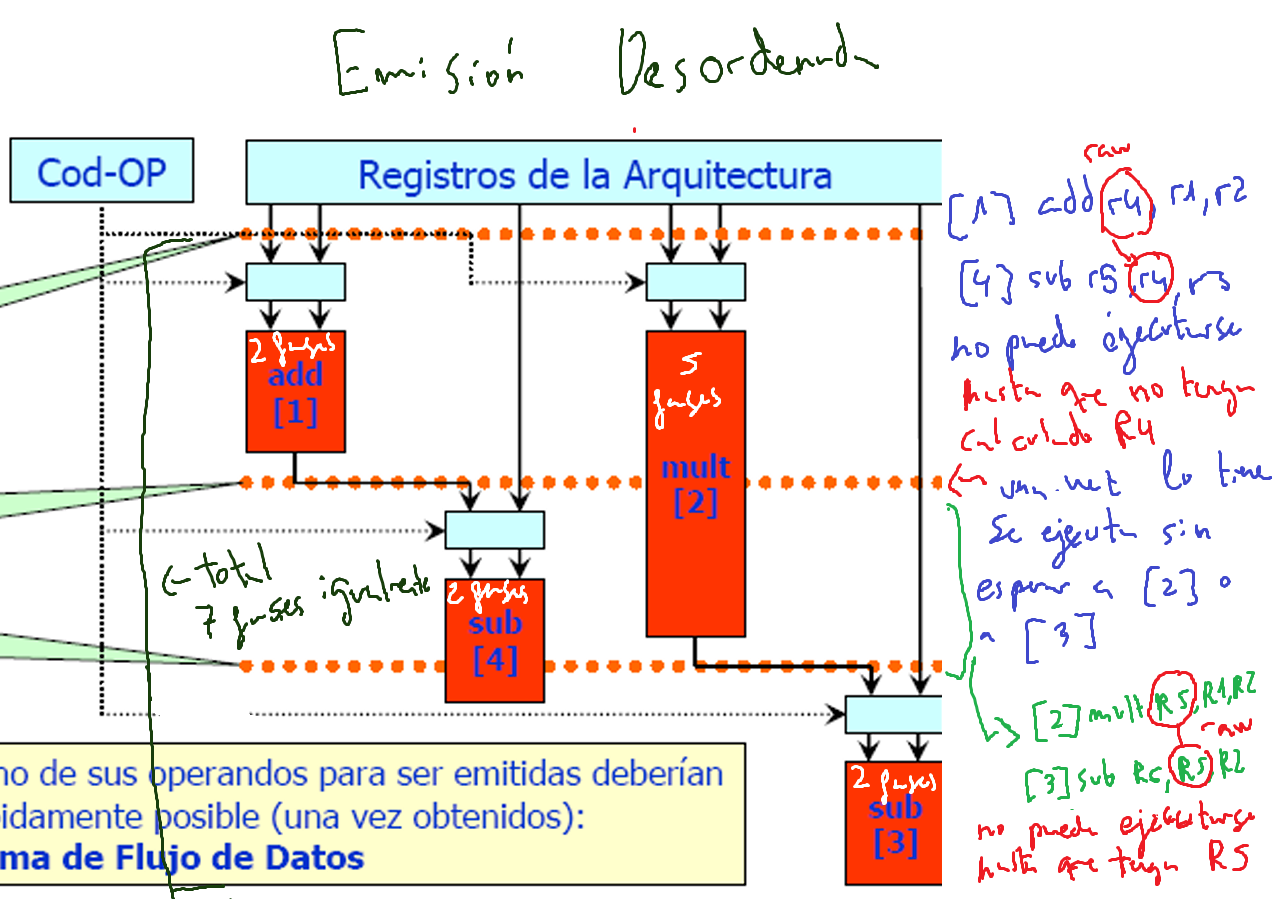 Emisión Desordenada
Cod-OP
Registros de la Arquitectura
2 fases
add
[1]
5
fases
mult
[2]
← total
7 fases igualmente
2 fases
sub
[4]
2 fases
sub
[3]
no de sus operandos para ser emitidas deberían
pidamente posible (una vez obtenidos):
ma de Flujo de Datos
raw
[1] add r4, r1, r2
[4] sub r5, r4, r3
no puede ejecutarse
hasta que no tenga
calculado R4
una vez lo tiene
se ejecuta sin
esperar a [2] o
a [3]
[2] mult R5, R1, R2
raw
[3] sub R6, R5, R2
no puede ejecutarse
hasta que tenga R5